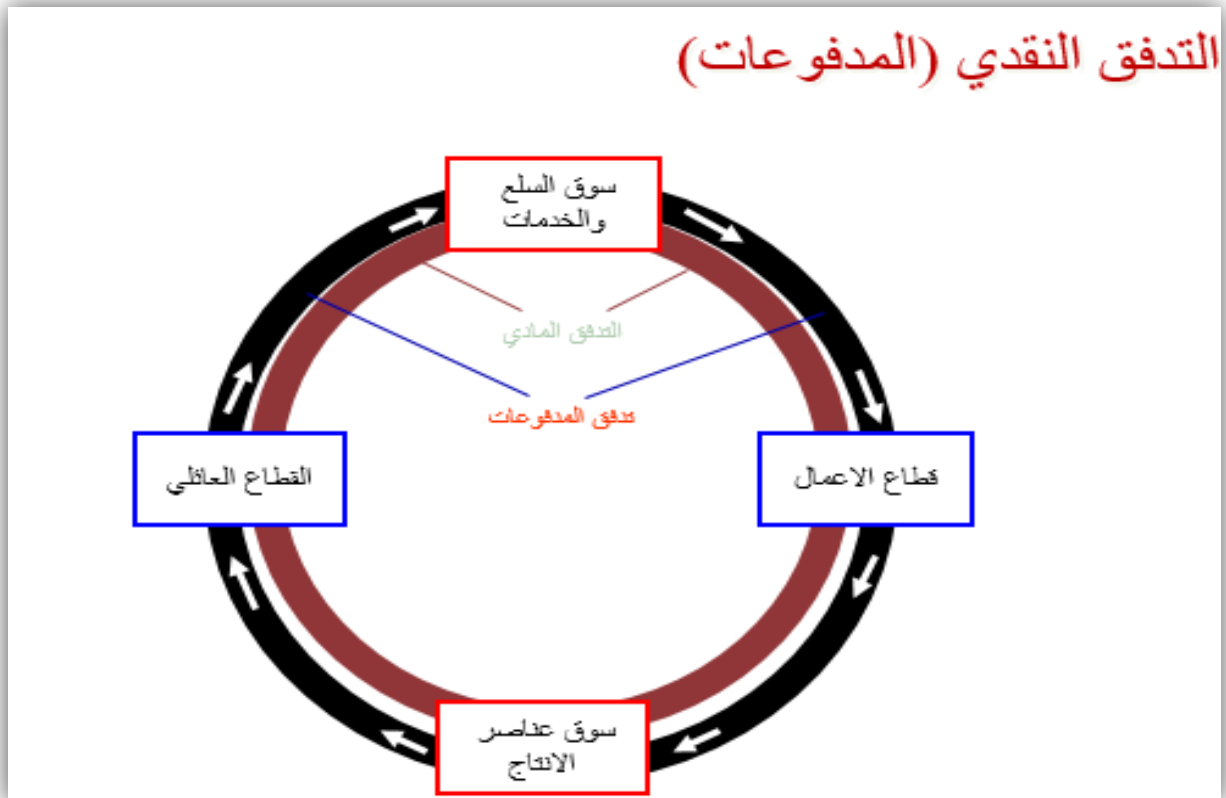 التدفق النقدي (المدفوعات)
سوق السلع
والخدمات
التدفق المادي
تدفق المدفوعات
القطاع العائلي
قطاع الاعمال
سوق عناصر
الانتاج